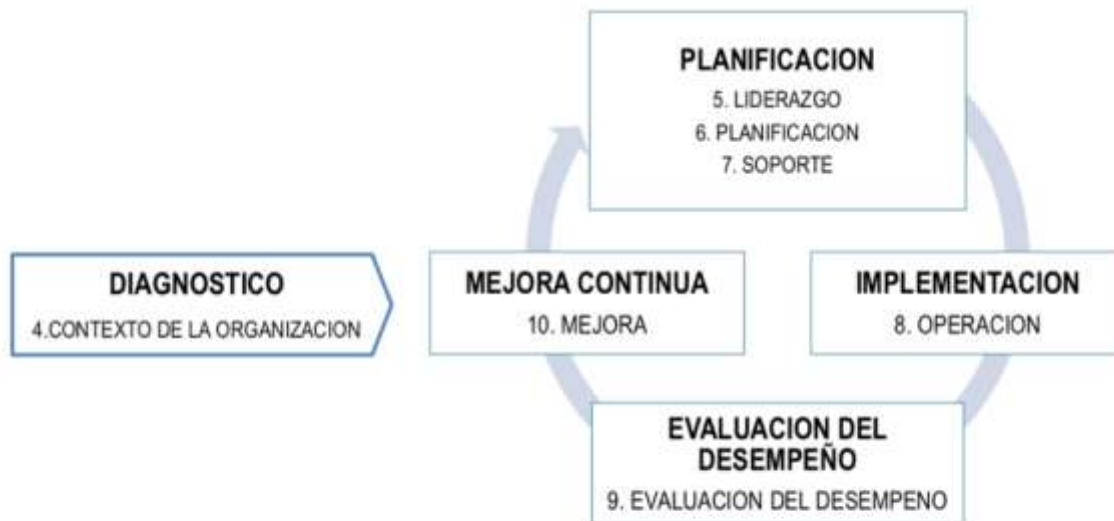 PLANIFICACION
5. LIDERAZGO
6. PLANIFICACION
7. SOPORTE
DIAGNOSTICO
4.CONTEXTO DE LA ORGANIZACION
MEJORA CONTINUA
10. MEJORA
IMPLEMENTACION
8. OPERACION
EVALUACION DEL
DESEMPEÑO
9. EVALUACION DEL DESEMPENO